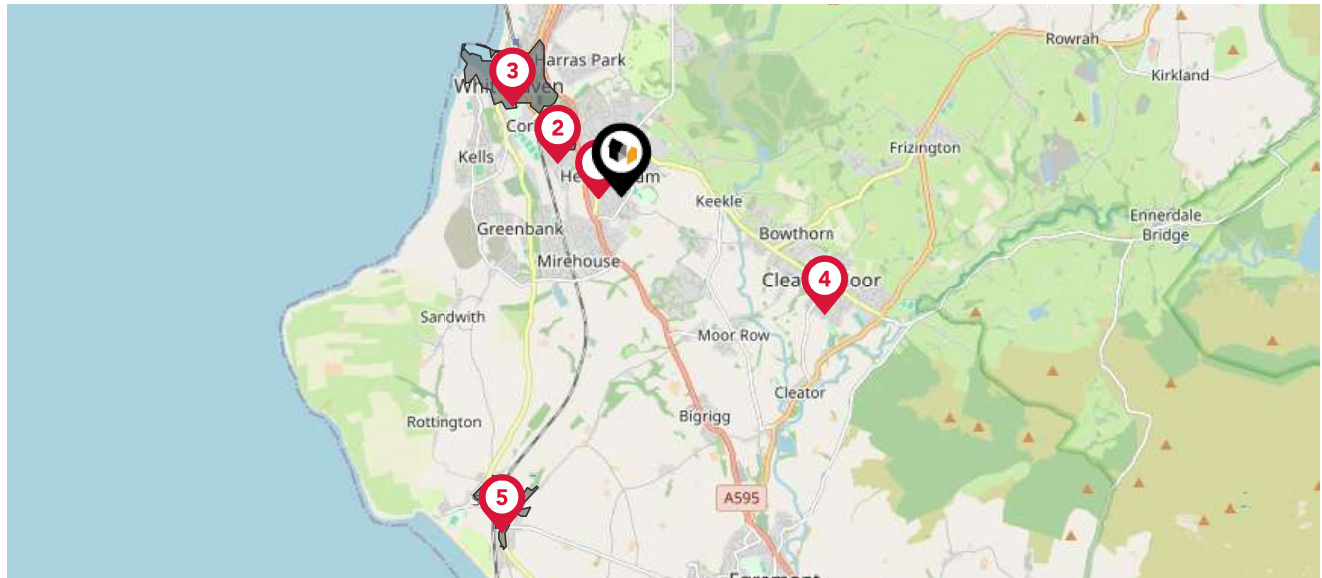 Rowrah
Harras Park
Kirkland
3
2
Kells
Frizington
Keekle
Greenbank
Bowthorn
Ennerdale
Bridge
Mirehouse
4
Sandwith
Moor Row
Cleator
Rottington
Bigrigg
5
A595